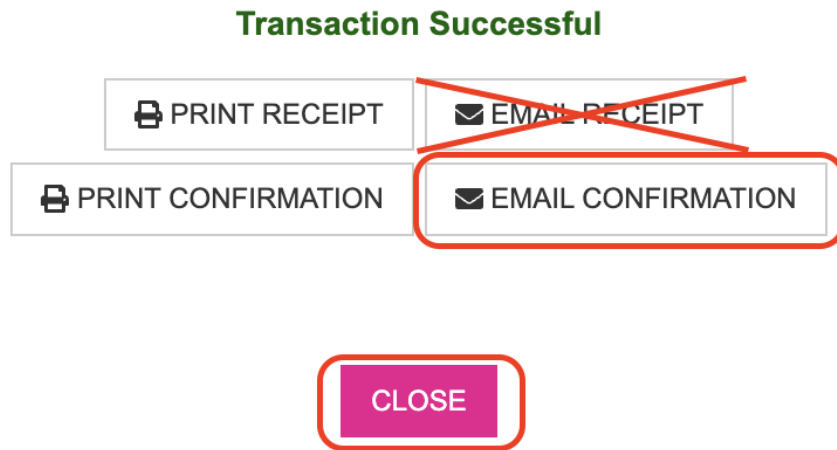 Transaction Successful
PRINT RECEIPT EMAIL RECEIPT
PRINT CONFIRMATION EMAIL CONFIRMATION
CLOSE